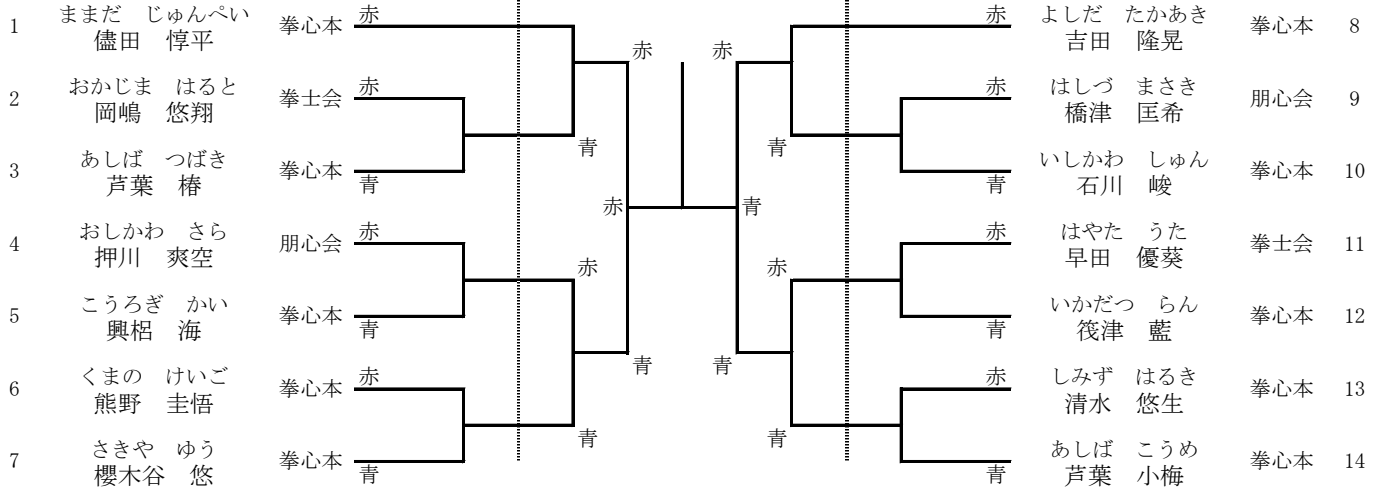 ままだ　じゅんぺい
1 儘田　惇平 拳心本 赤
おかじま　はると
2 岡嶋　悠翔 拳士会 赤
あしば　つばき
3 芦葉　椿 拳心本 青
おしかわ　さら
4 押川　爽空 朋心会 赤
こうろぎ　かい
5 興梠　海 拳心本 青
くまの　けいご
6 熊野　圭悟 拳心本 赤
さきや　ゆう
7 櫻木谷　悠 拳心本 青
赤
青
赤
赤
青
青
赤
青
青
赤
青
青
よしだ　たかあき
赤 吉田　隆晃 拳心本 8
はしづ　まさき
赤 橋津　匡希 朋心会 9
いしかわ　しゅん
青 石川　峻 拳心本 10
はやた　うた
赤 早田　優葵 拳士会 11
いかだつ　らん
青 筏津　藍 拳心本 12
しみず　はるき
赤 清水　悠生 拳心本 13
あしば　こうめ
青 芦葉　小梅 拳心本 14